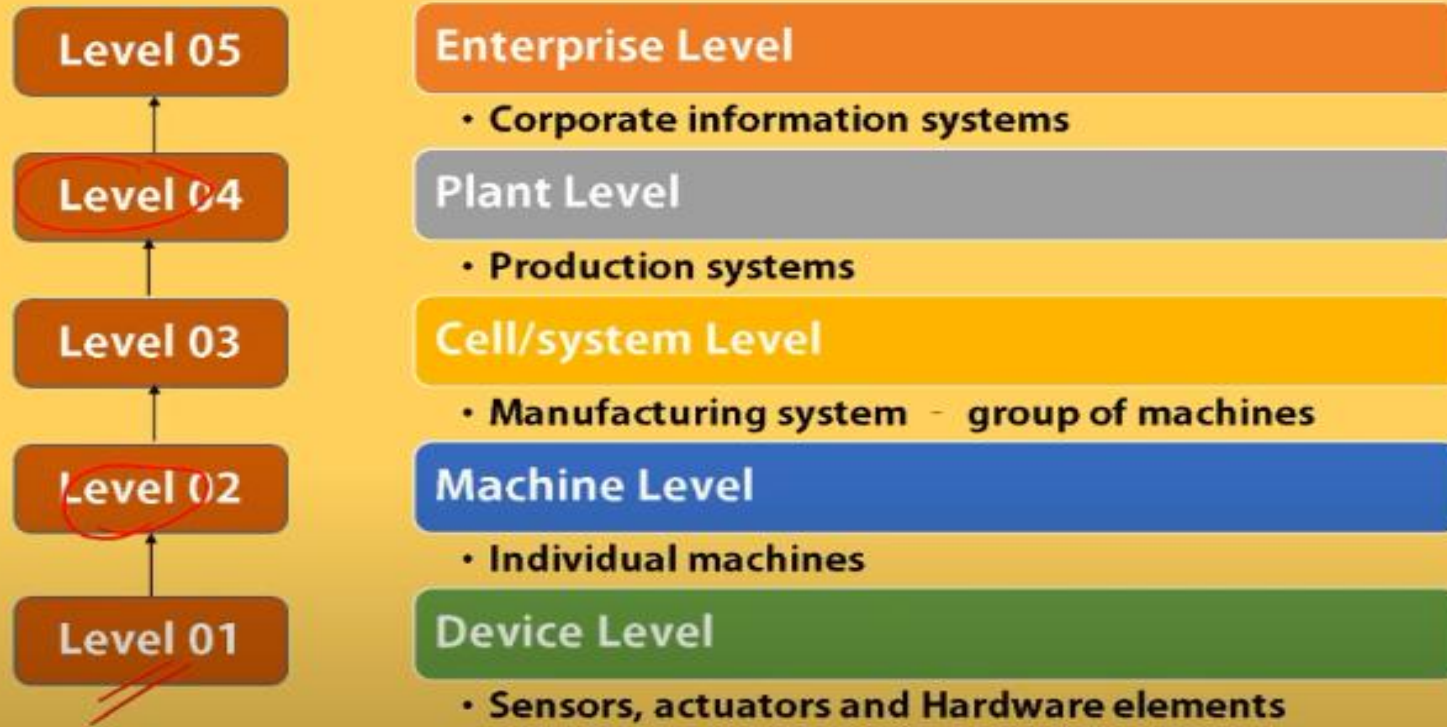 Level 05
Enterprise Level
• Corporate information systems
Level 04
Plant Level
• Production systems
Level 03
Cell/system Level
• Manufacturing system - group of machines
Level 02
Machine Level
• Individual machines
Level 01
Device Level
• Sensors, actuators and Hardware elements